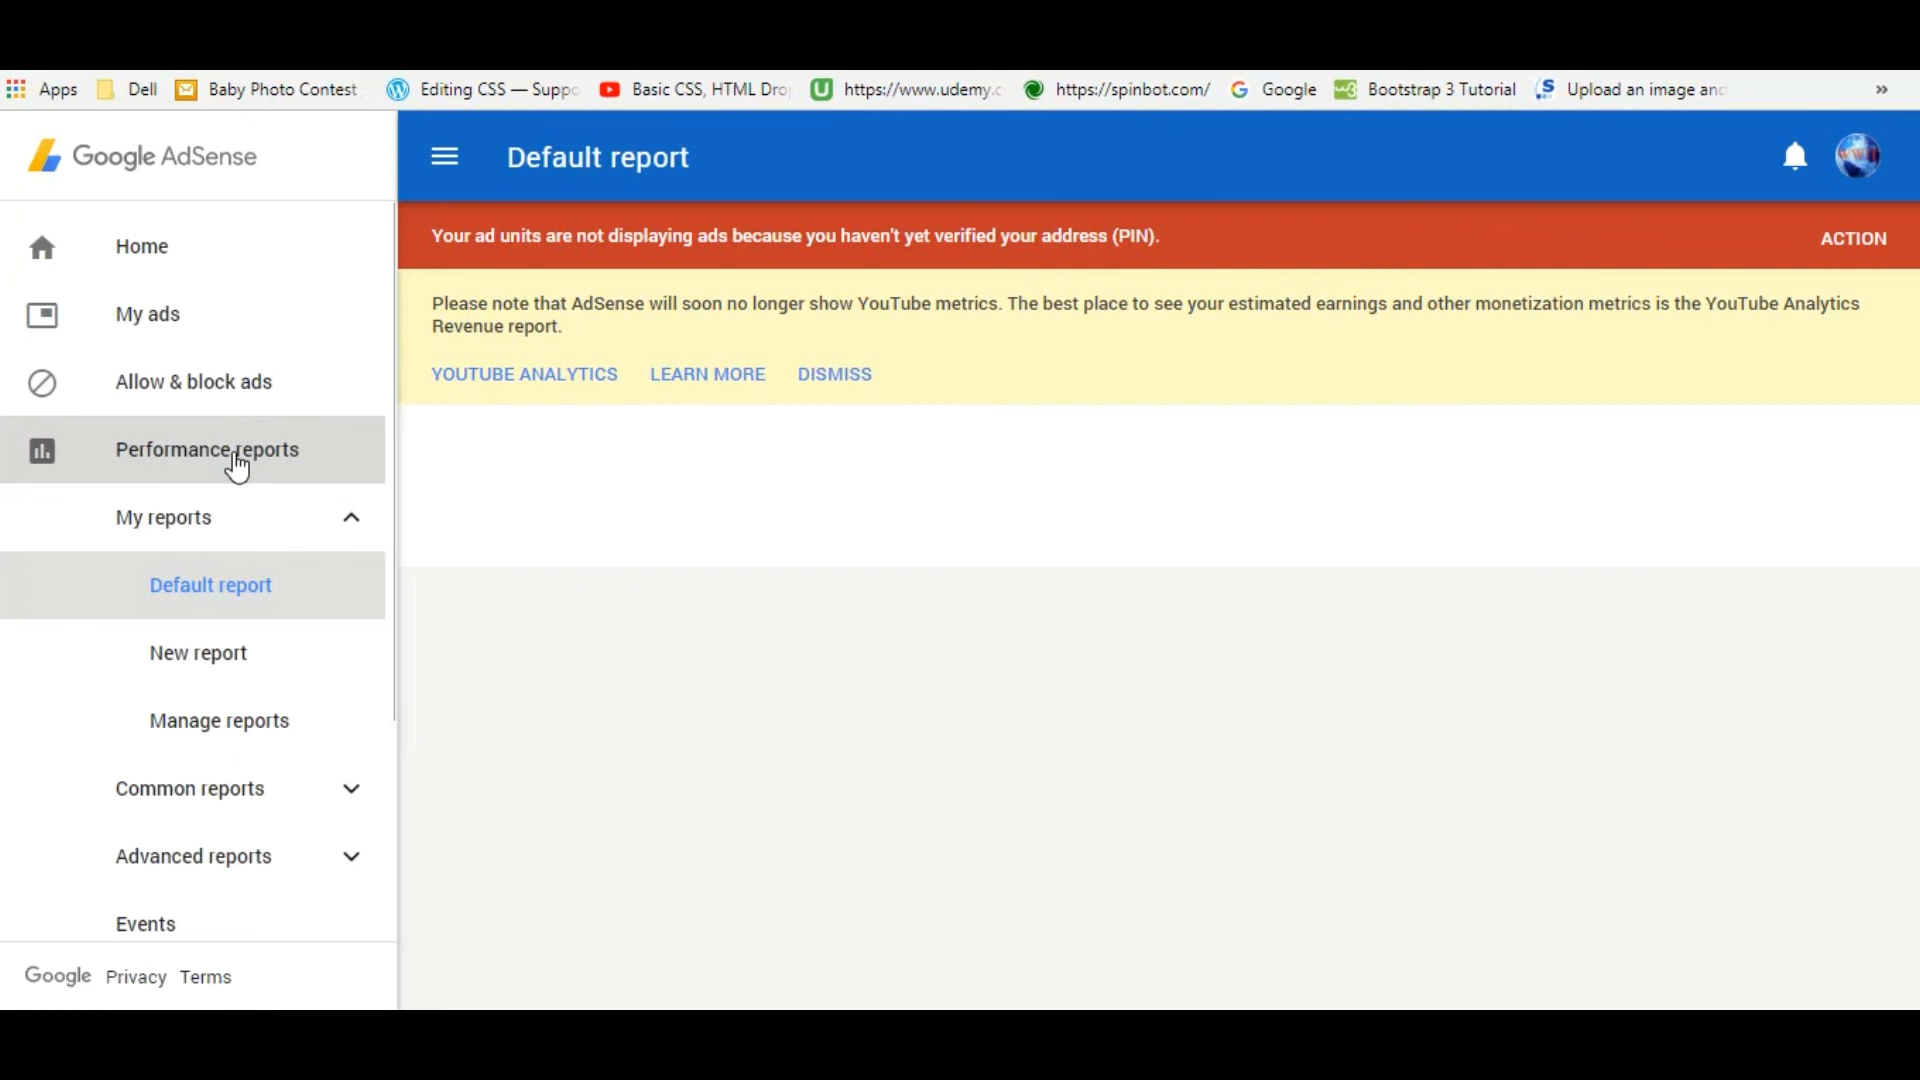 Apps Dell Baby Photo Contest Editing CSS — Suppo Basic CSS, HTML Dro https://www.udemy.c https://spinbot.com/ Google Bootstrap 3 Tutorial Upload an image and »
Google AdSense
Default report
Your ad units are not displaying ads because you haven't yet verified your address (PIN).
ACTION
Please note that AdSense will soon no longer show YouTube metrics. The best place to see your estimated earnings and other monetization metrics is the YouTube Analytics
Revenue report.
YOUTUBE ANALYTICS LEARN MORE DISMISS
Home
My ads
Allow & block ads
Performance reports
My reports
Default report
New report
Manage reports
Common reports
Advanced reports
Events
Google Privacy Terms